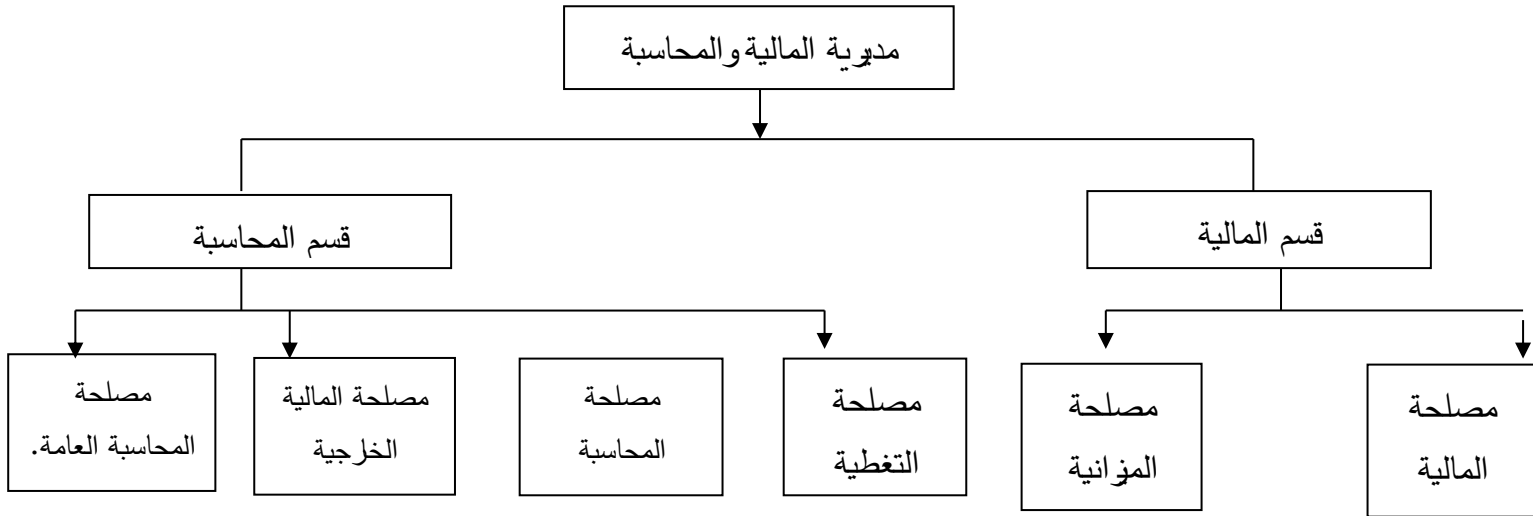 مديرية المالية والمحاسبة
قسم المالية
قسم المحاسبة
مصلحة
المالية
مصلحة
الميزانية
مصلحة
التغطية
مصلحة
المحاسبة
مصلحة المالية
الخارجية
مصلحة
المحاسبة العامة.